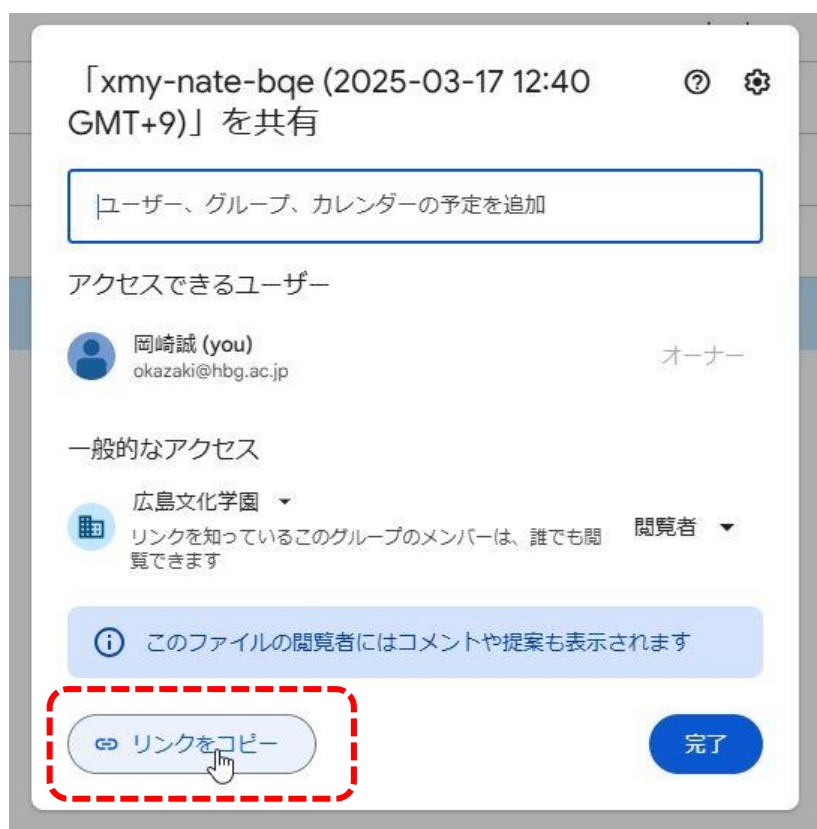 「xmy-nate-bqe (2025-03-17 12:40
GMT+9)」を共有
ユーザー、グループ、カレンダーの予定を追加
アクセスできるユーザー
岡崎誠 (you)
okazaki@hbg.ac.jp
オーナー
一般的なアクセス
広島文化学園
リンクを知っているこのグループのメンバーは、誰でも閲
覧できます
閲覧者
このファイルの閲覧者にはコメントや提案も表示されます
リンクをコピー
完了